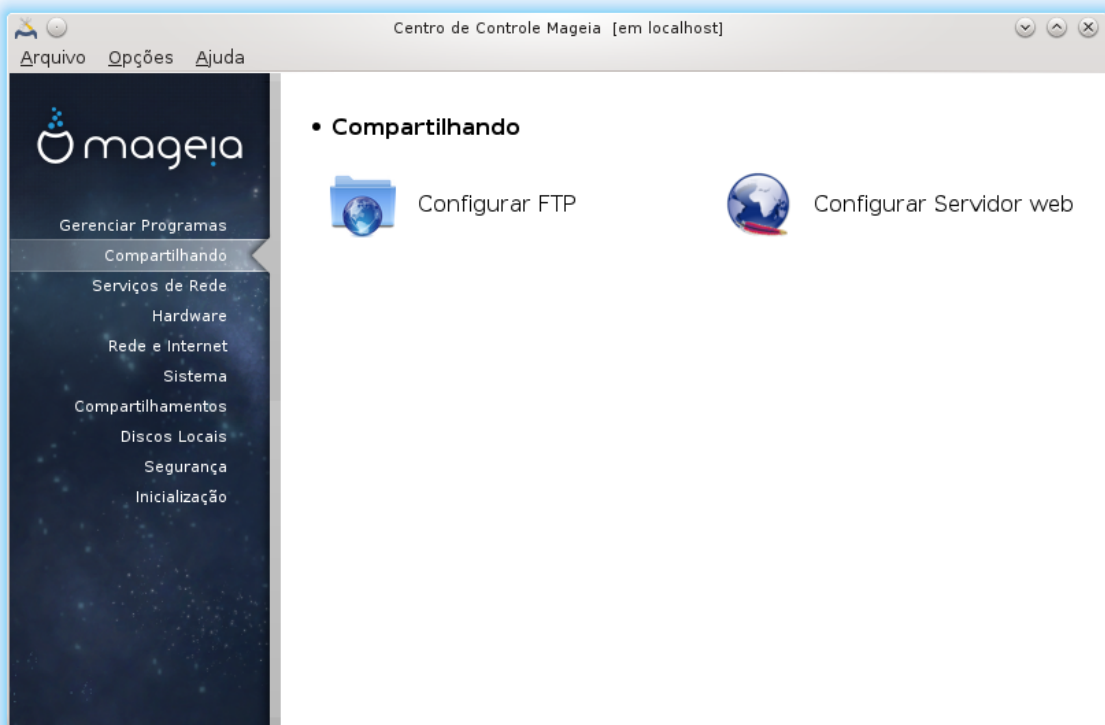 Centro de Controle Mageia [em localhost]
Arquivo Opções Ajuda
mageia
Gerenciar Programas
Compartilhando
Serviços de Rede
Hardware
Rede e Internet
Sistema
Compartilhamentos
Discos Locais
Segurança
Inicialização
• Compartilhando
Configurar FTP
Configurar Servidor web